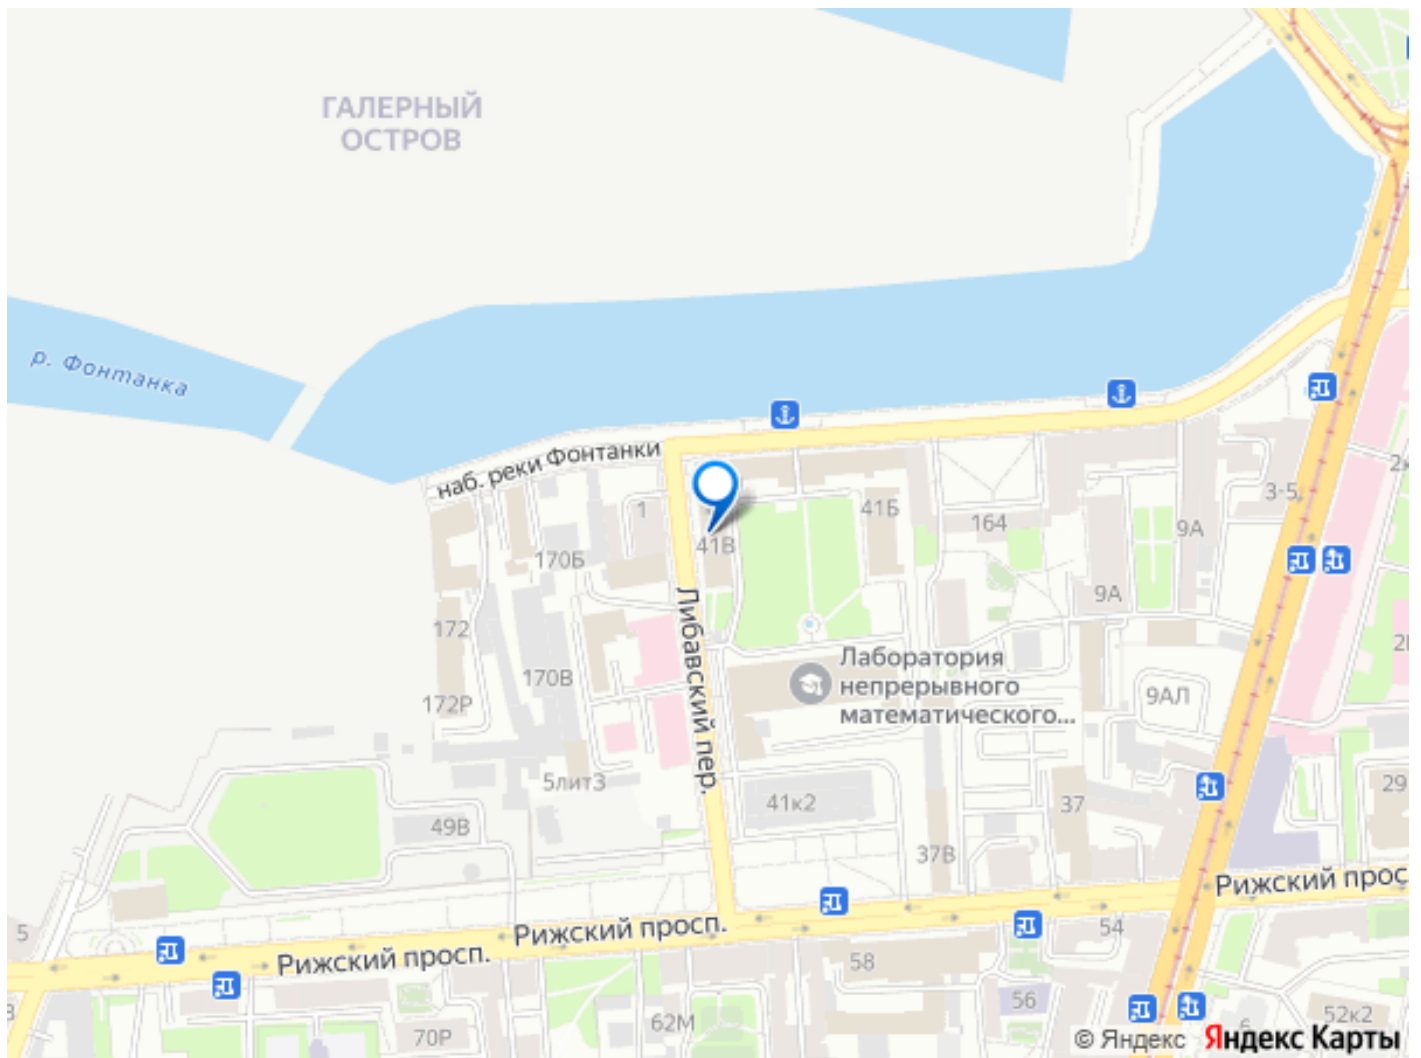 ГАЛЕРНЫЙ
ОСТРОВ
р. Фонтанка
наб. реки Фонтанки
3-5
1
41Б
164
9А
41В
170Б
9А
172
Либавский пер.
Лаборатория
непрерывного
математического...
170В
9АЛ
172Р
5лит3
41к2
37
29
49В
37В
Рижский прос
5
Рижский просп.
54
Рижский просп.
58
56
62М
70Р
6
52к2
© Яндекс Яндекс Карты